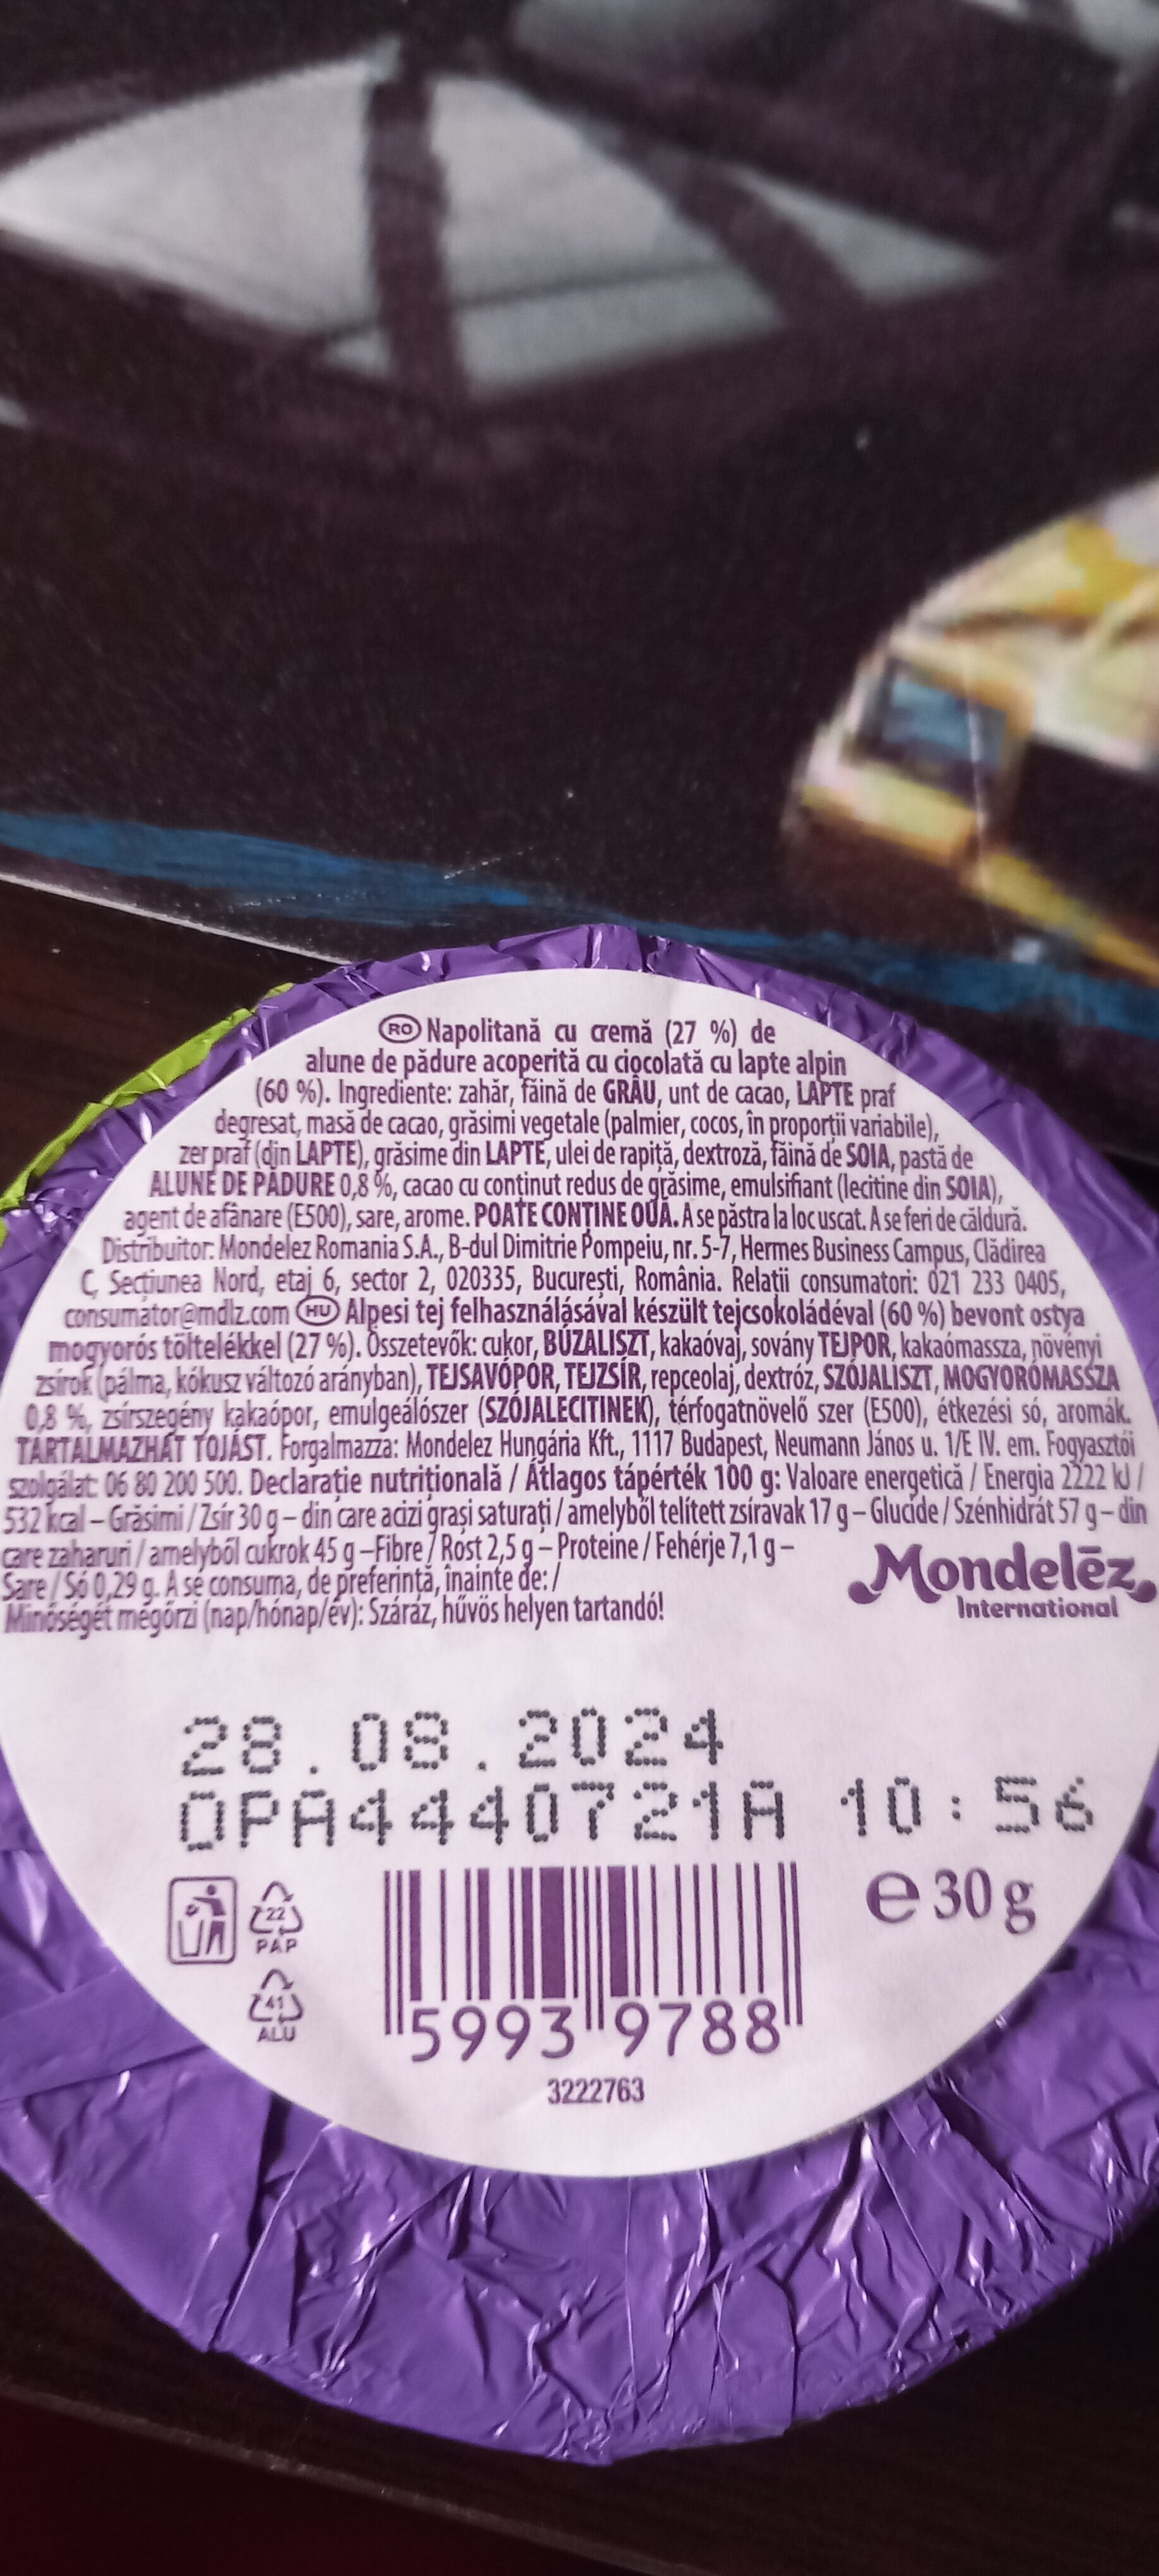 RO Napolitană cu cremă (27 %) de
alune de pădure acoperită cu ciocolată cu lapte alpin
(60 %). Ingrediente: zahăr, făină de GRÂU, unt de cacao, LAPTE praf
degresat, masă de cacao, grăsimi vegetale (palmier, cocos, în proporții variabile),
zer praf (din LAPTE), grăsime din LAPTE, ulei de rapiță, dextroză, făină de SOIA, pastă de
ALUNE DE PĂDURE 0,8 %, cacao cu conținut redus de grăsime, emulsifiant (lecitine din SOIA),
agent de afânare (E500), sare, arome. POATE CONȚINE OUĂ. A se păstra la loc uscat. A se feri de căldură.
Distribuitor: Mondelez Romania S.A., B-dul Dimitrie Pompeiu, nr. 5-7, Hermes Business Campus, Clădirea
C, Secțiunea Nord, etaj 6, sector 2, 020335, București, România. Relații consumatori: 021 233 0405,
consumator@mdlz.com HU Alpesi tej felhasználásával készült tejcsokoládéval (60 %) bevont ostya
mogyorós töltelékkel (27 %). Összetevők: cukor, BÚZALISZT, kakaóvaj, sovány TEJPOR, kakaómassza, növényi
zsírok (pálma, kókusz változó arányban), TEJSAVÓPOR, TEJZSÍR, repceolaj, dextróz, SZÓJALISZT, MOGYORÓMASSZA
0,8 %, zsírszegény kakaópor, emulgeálószer (SZÓJALECITINEK), térfogatnövelő szer (E500), étkezési só, aromák.
TARTALMAZHAT TOJÁST. Forgalmazza: Mondelez Hungária Kft., 1117 Budapest, Neumann János u. 1/E IV. em. Fogyasztói
szolgálat: 06 80 200 500. Declarație nutrițională / Átlagos tápérték 100 g: Valoare energetică / Energia 2222 kJ /
532 kcal – Grăsimi / Zsír 30 g – din care acizi grași saturați / amelyből telített zsírsavak 17 g – Glucide / Szénhidrát 57 g – din
care zaharuri / amelyből cukrok 45 g –Fibre / Rost 2,5 g – Proteine / Fehérje 7,1 g –
Sare / Só 0,29 g. A se consuma, de preferință, înainte de: /
Minőségét megőrzi (nap/hónap/év): Száraz, hűvös helyen tartandó!
Mondelēz
International
28.08.2024
OPA4440721A 10:56
22
PAP
41
ALU
e 30 g
5993 9788
3222763